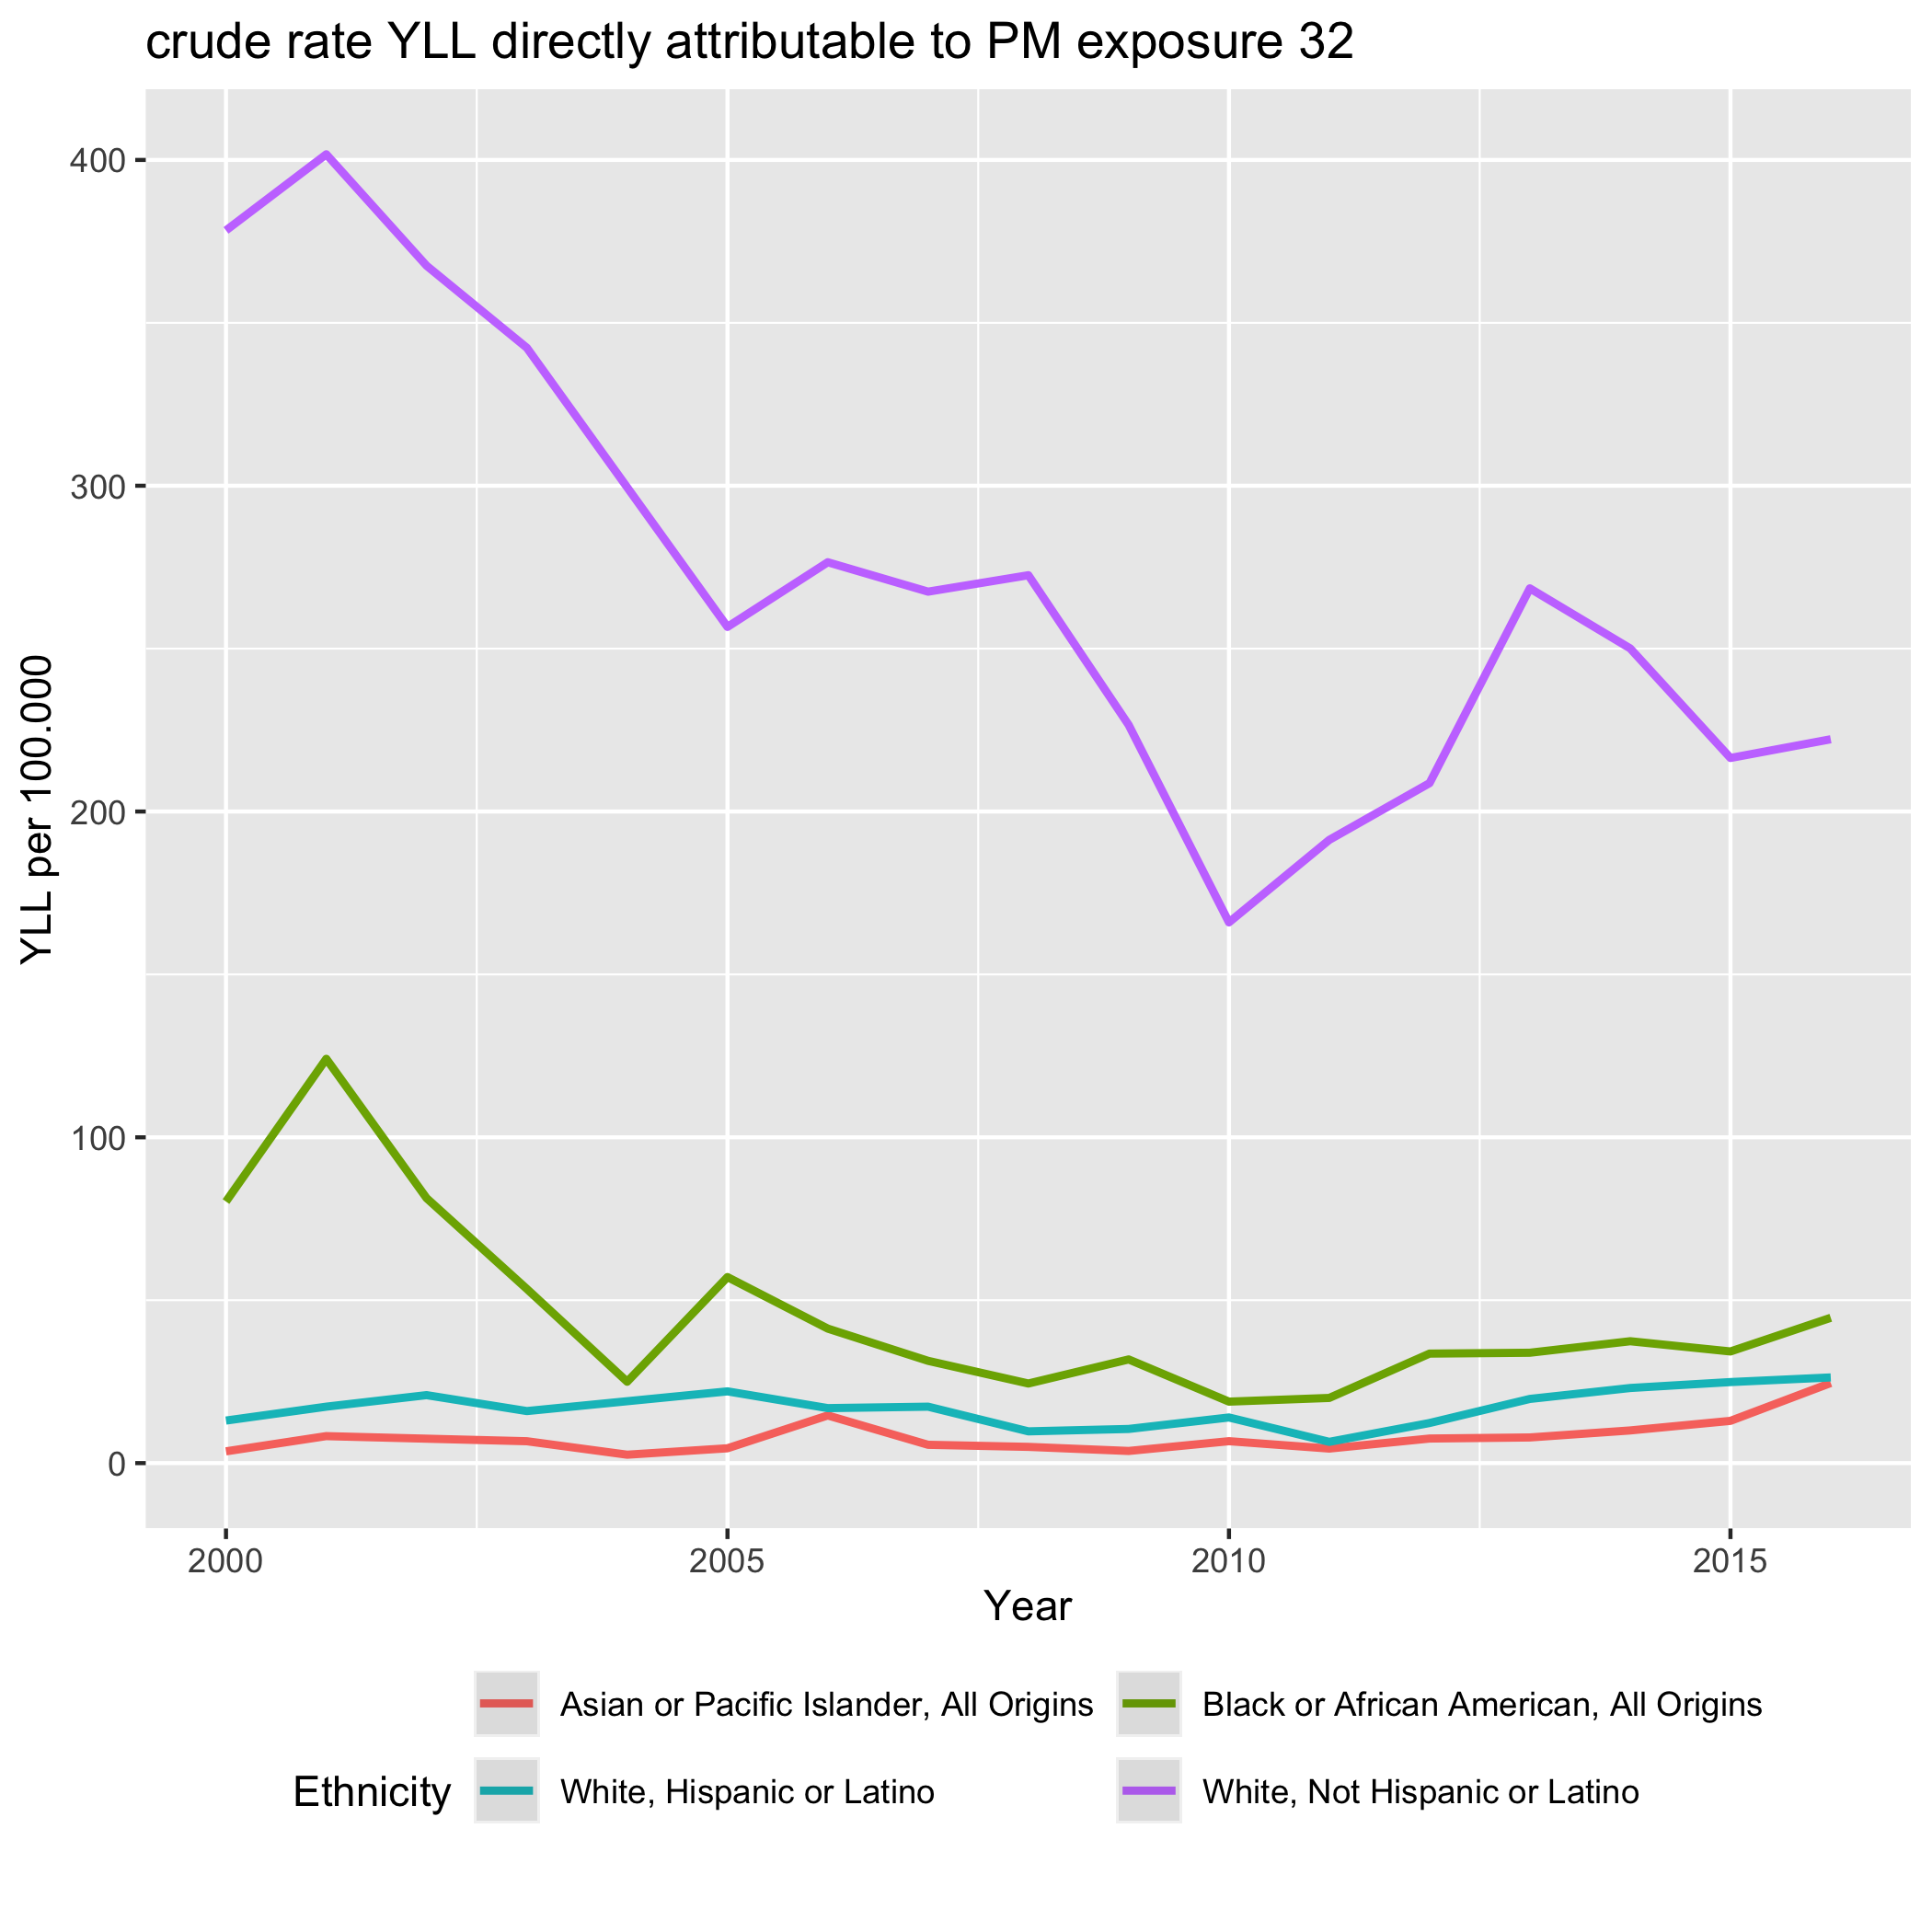 crude rate YLL directly attributable to PM exposure 32
YLL per 100.000
400
300
200
100
0
2000 2005 2010 2015
Year
Ethnicity
Asian or Pacific Islander, All Origins
Black or African American, All Origins
White, Hispanic or Latino
White, Not Hispanic or Latino